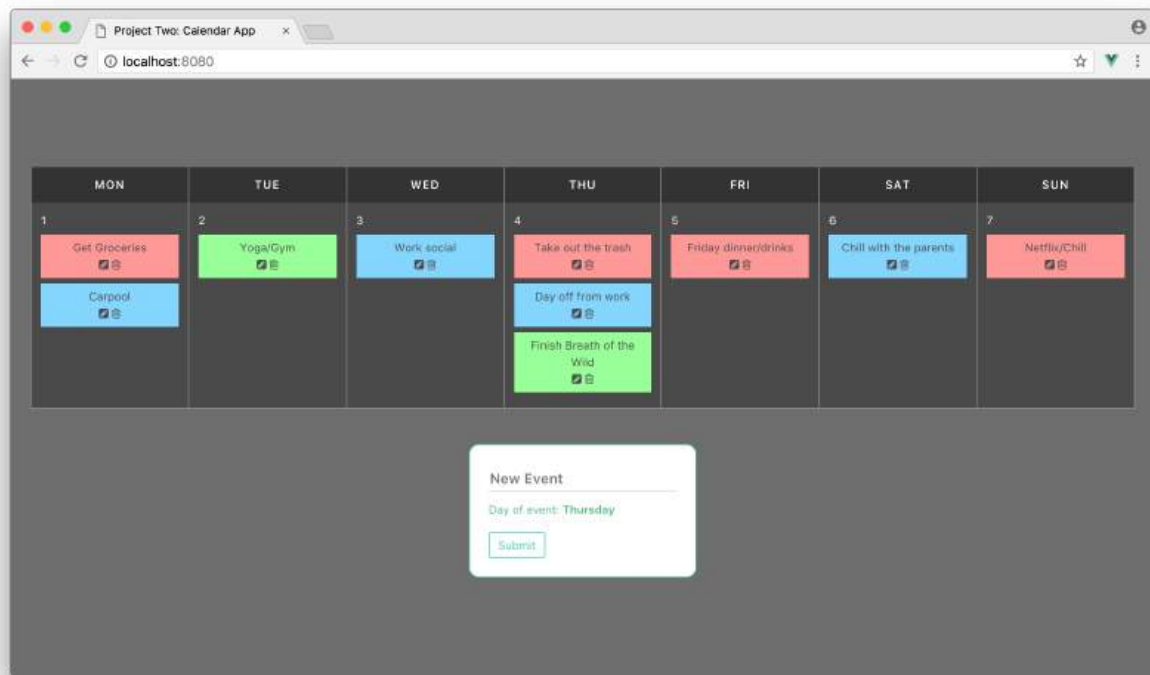 Project Two: Calendar App
localhost:8080
MON TUE WED THU FRI SAT SUN
1 2 3 4 5 6 7
Get Groceries
Carpool
Yoga/Gym
Work social
Take out the trash
Day off from work
Finish Breath of the
Wild
Friday dinner/drinks
Chill with the parents
Netflix/Chill
New Event
Day of event: Thursday
Submit